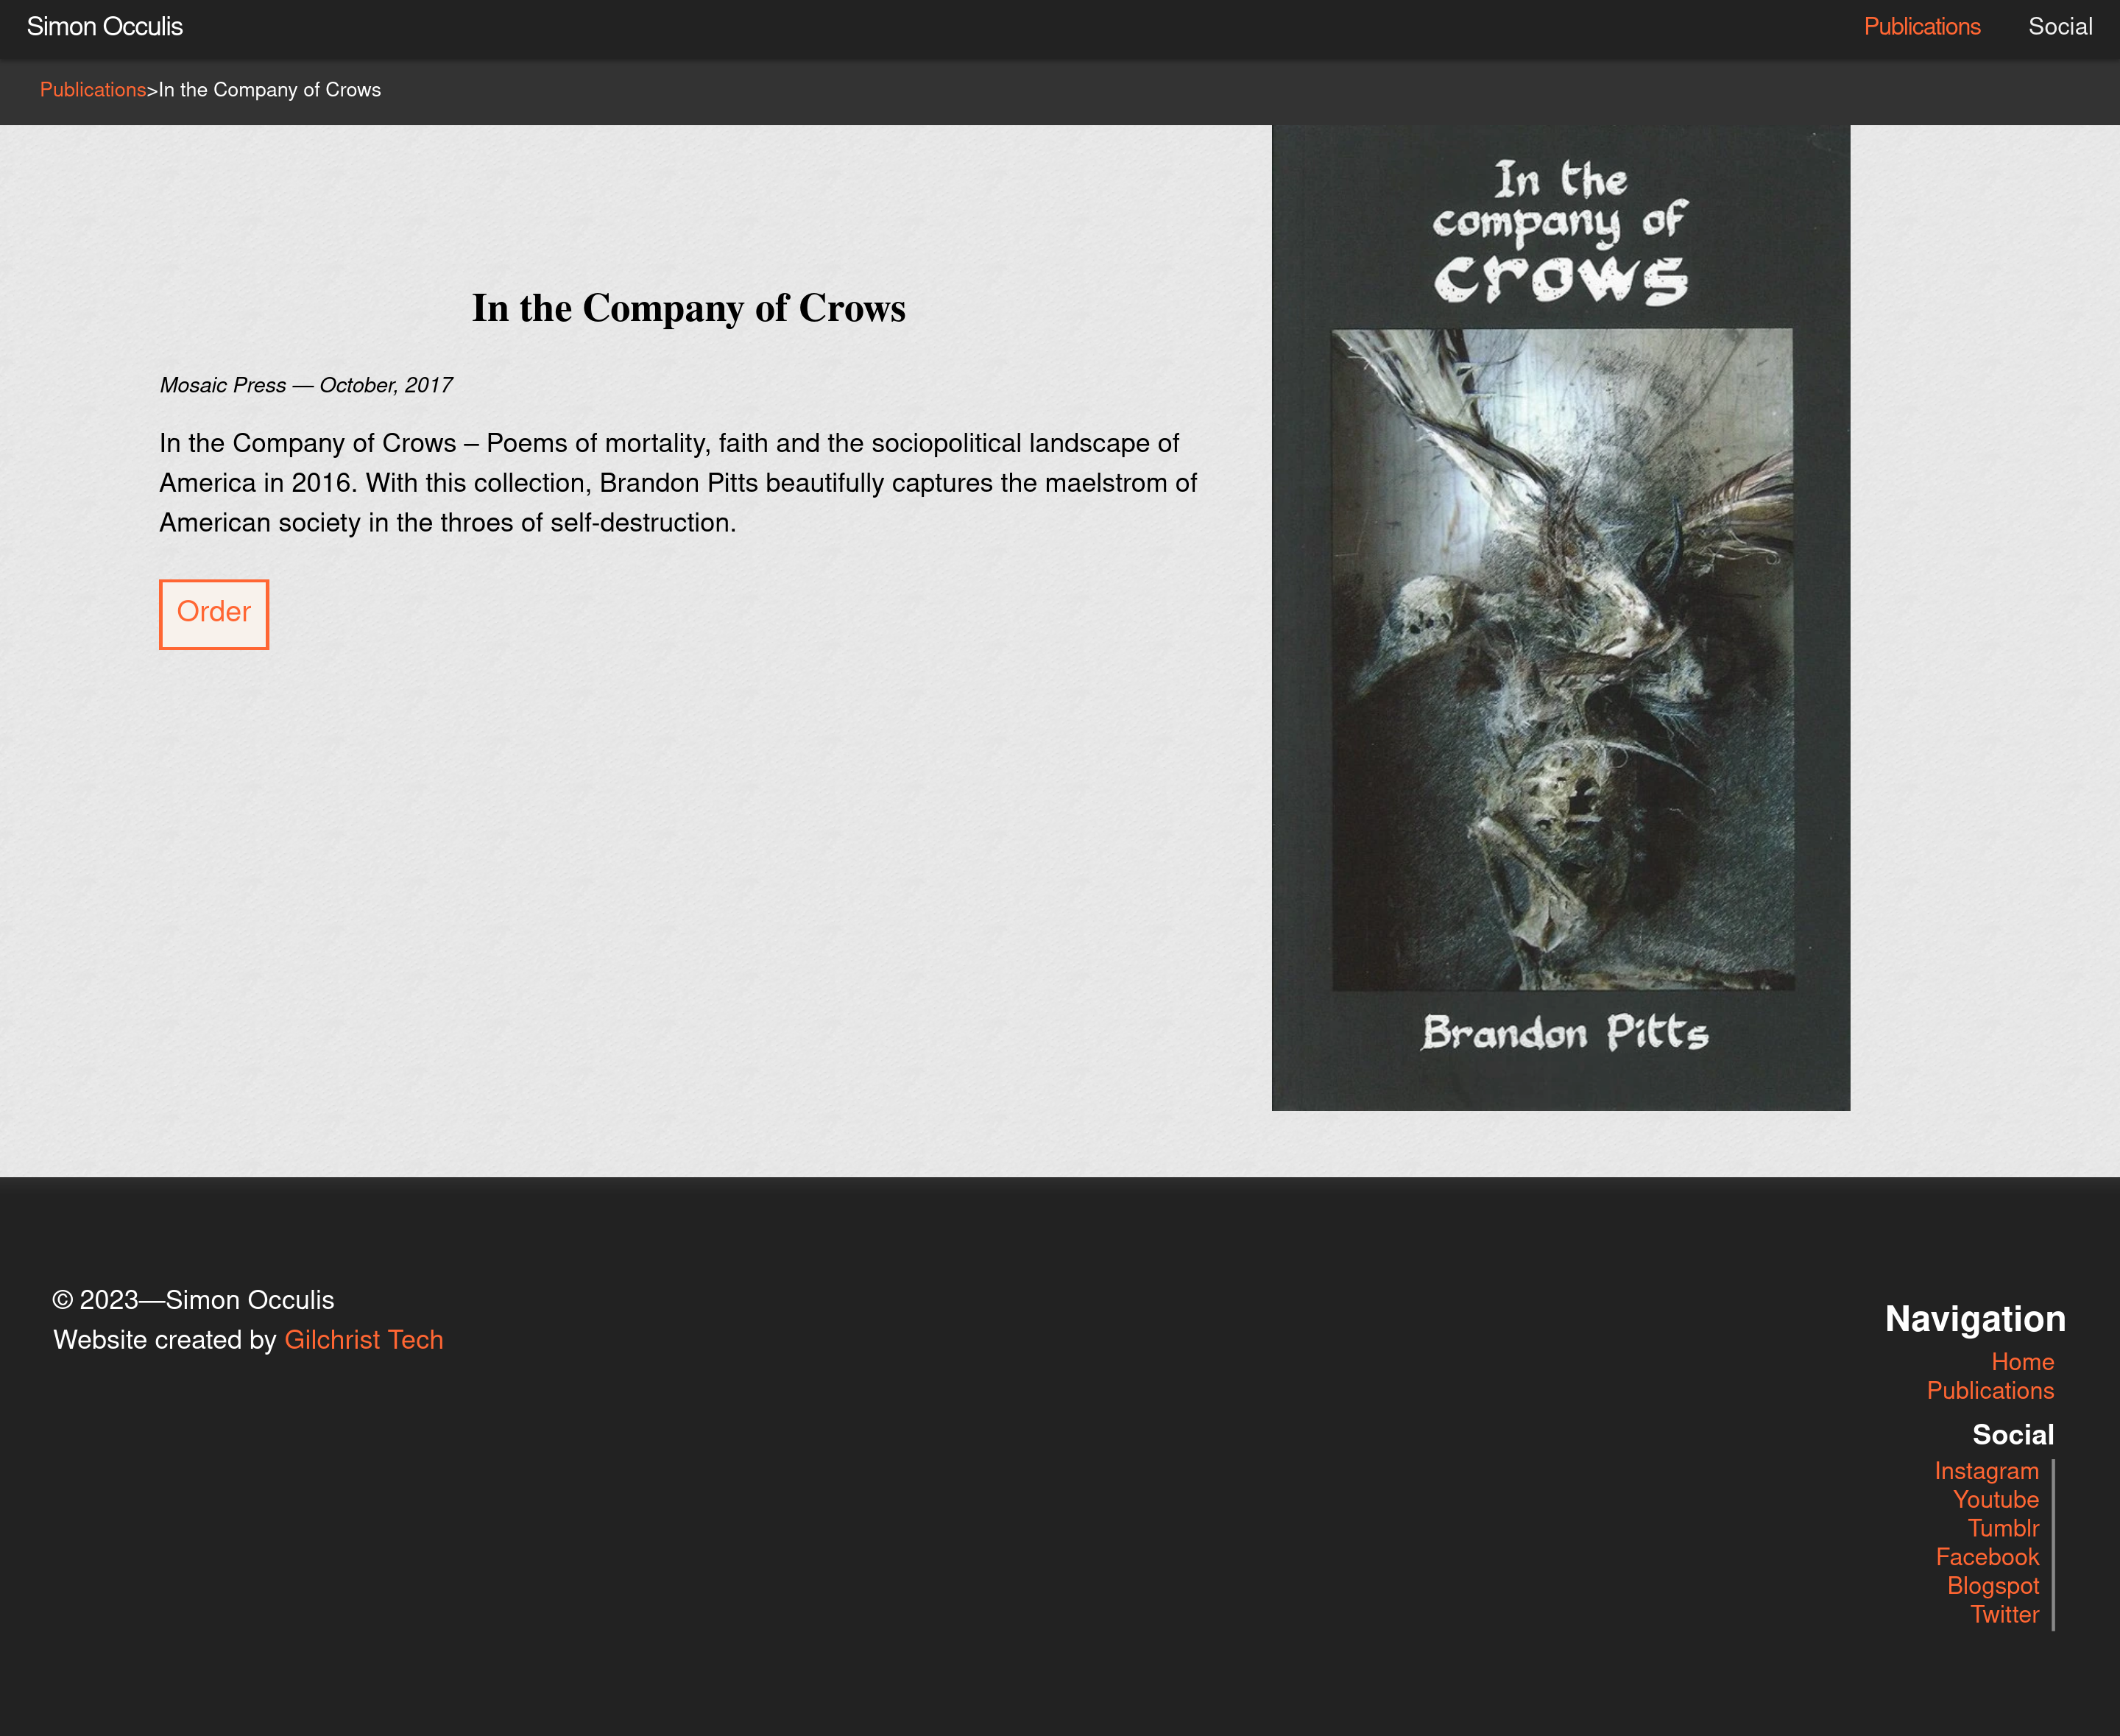 Simon Occulis
Publications
Social
Publications>In the Company of Crows
In the Company of Crows
Mosaic Press — October, 2017
In the Company of Crows – Poems of mortality, faith and the sociopolitical landscape of
America in 2016. With this collection, Brandon Pitts beautifully captures the maelstrom of
American society in the throes of self-destruction.
Order
In the
company of
crows
Brandon Pitts
© 2023—Simon Occulis
Website created by Gilchrist Tech
Navigation
Home
Publications
Social
Instagram
Youtube
Tumblr
Facebook
Blogspot
Twitter